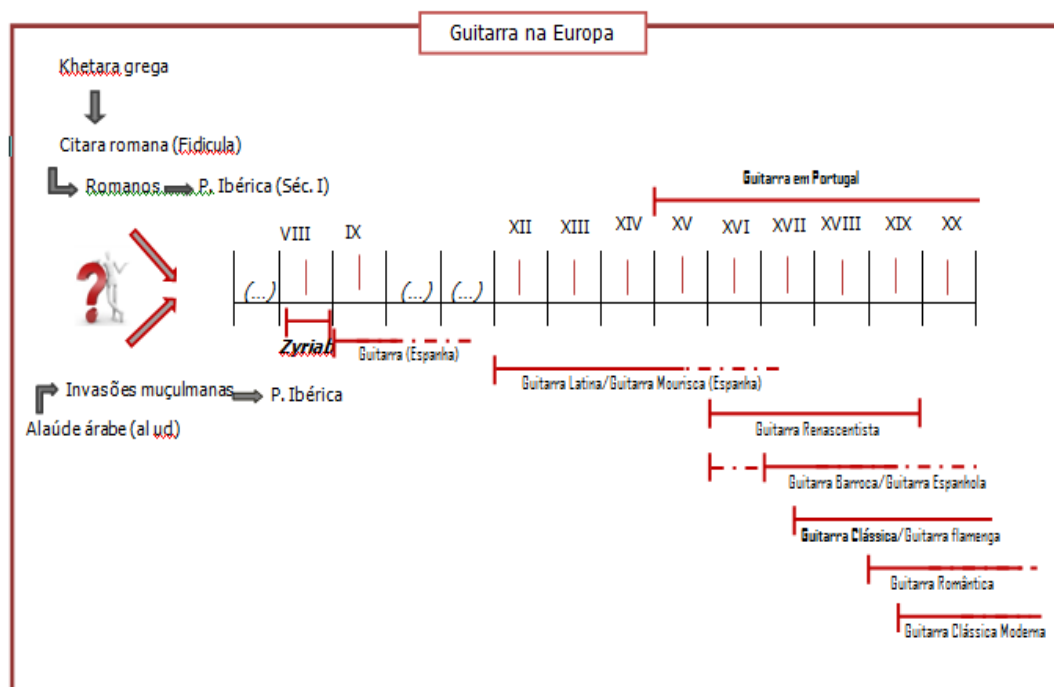 Guitarra na Europa
Khetara grega
Citara romana (Fidicula)
Romanos P. Ibérica (Séc. I)
Guitarra em Portugal
VIII IX XII XIII XIV XV XVI XVII XVIII XIX XX
?
(...) (...) (...)
Zyriab
Guitarra (Espanha)
Guitarra Latina/Guitarra Mourisca (Espanha)
Invasões muçulmanas P. Ibérica
Alaúde árabe (al ud)
Guitarra Renascentista
Guitarra Barroca/Guitarra Espanhola
Guitarra Clássica/Guitarra flamenga
Guitarra Romântica
Guitarra Clássica Moderna